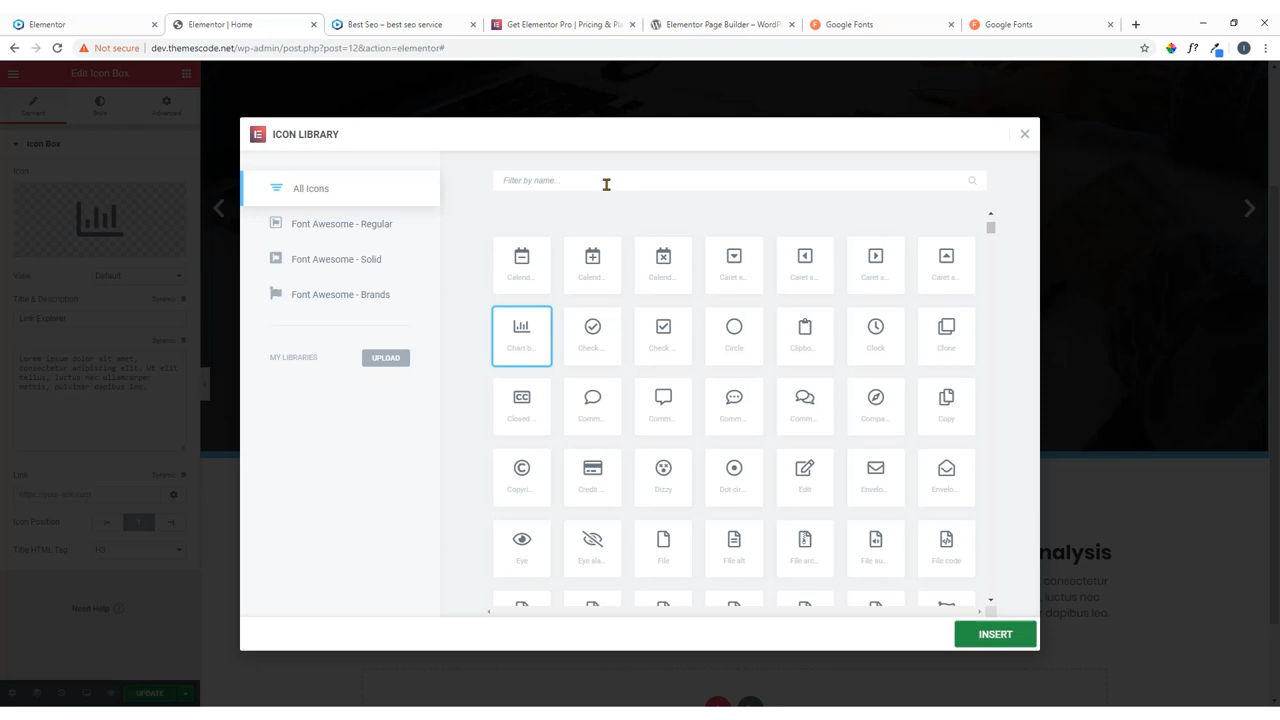 Elementor
Elementor | Home
Best Seo – best seo service
Get Elementor Pro | Pricing & Pl
Elementor Page Builder – WordP
Google Fonts
Google Fonts
Not secure
dev.themescode.net/wp-admin/post.php?post=12&action=elementor#
f?
I
Edit Icon Box
Content
Style
Advanced
Icon Box
Icon
View
Default
Title & Description
Dynamic
Link Explorer
Dynamic
Lorem ipsum dolor sit amet,
consectetur adipiscing elit. Ut elit
tellus, luctus nec ullamcorper
mattis, pulvinar dapibus leo.
Link
Dynamic
https://your-link.com
Icon Position
Title HTML Tag
H3
Need Help
UPDATE
ICON LIBRARY
All Icons
Font Awesome - Regular
Font Awesome - Solid
Font Awesome - Brands
MY LIBRARIES
UPLOAD
Filter by name...
Calend... Calend... Calend... Caret s... Caret s... Caret s... Caret s...
Chart b... Check ... Check ... Circle Clipbo... Clock Clone
Closed ... Comm... Comm... Comm... Comm... Compa... Copy
Copyri... Credit ... Dizzy Dot cir... Edit Envelo... Envelo...
Eye Eye sla... File File alt File arc... File au... File code
INSERT
nalysis
consectetur
luctus nec
dapibus leo.